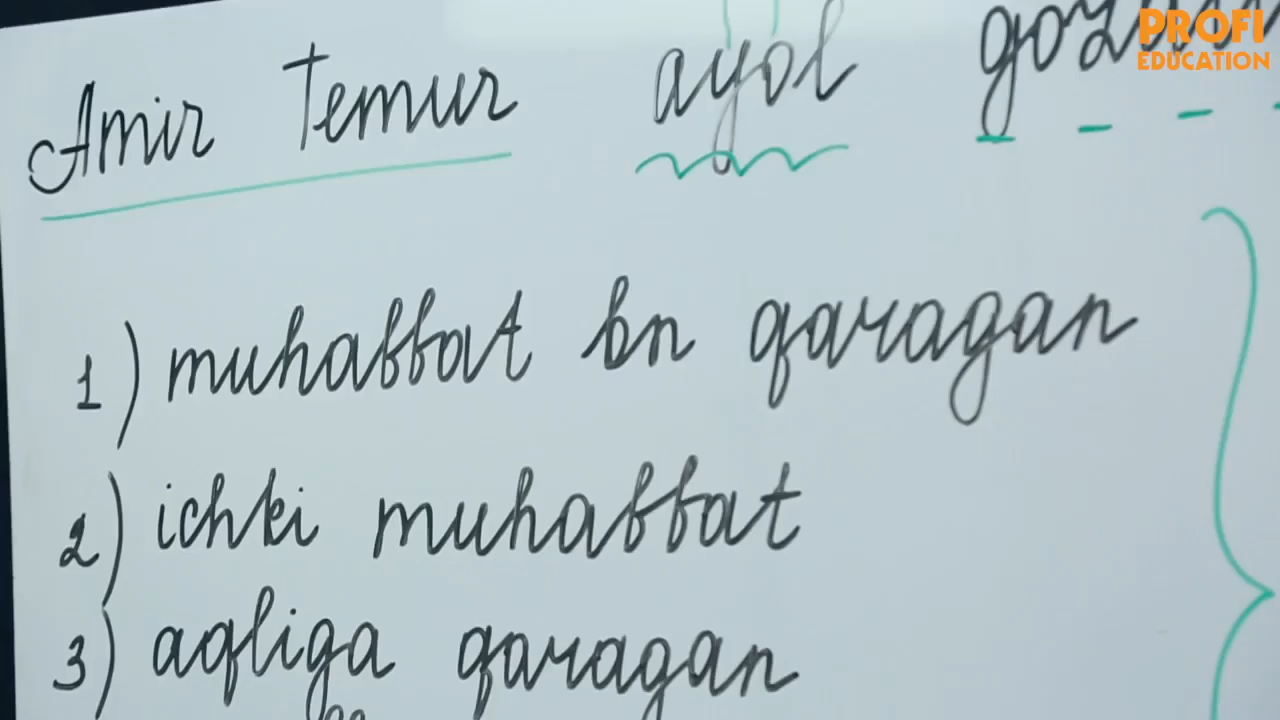 Amir Temur ayol
PROFI
EDUCATION
1) muhabbat bn qaragan
2) ichki muhabbat
3) aqliga qaragan